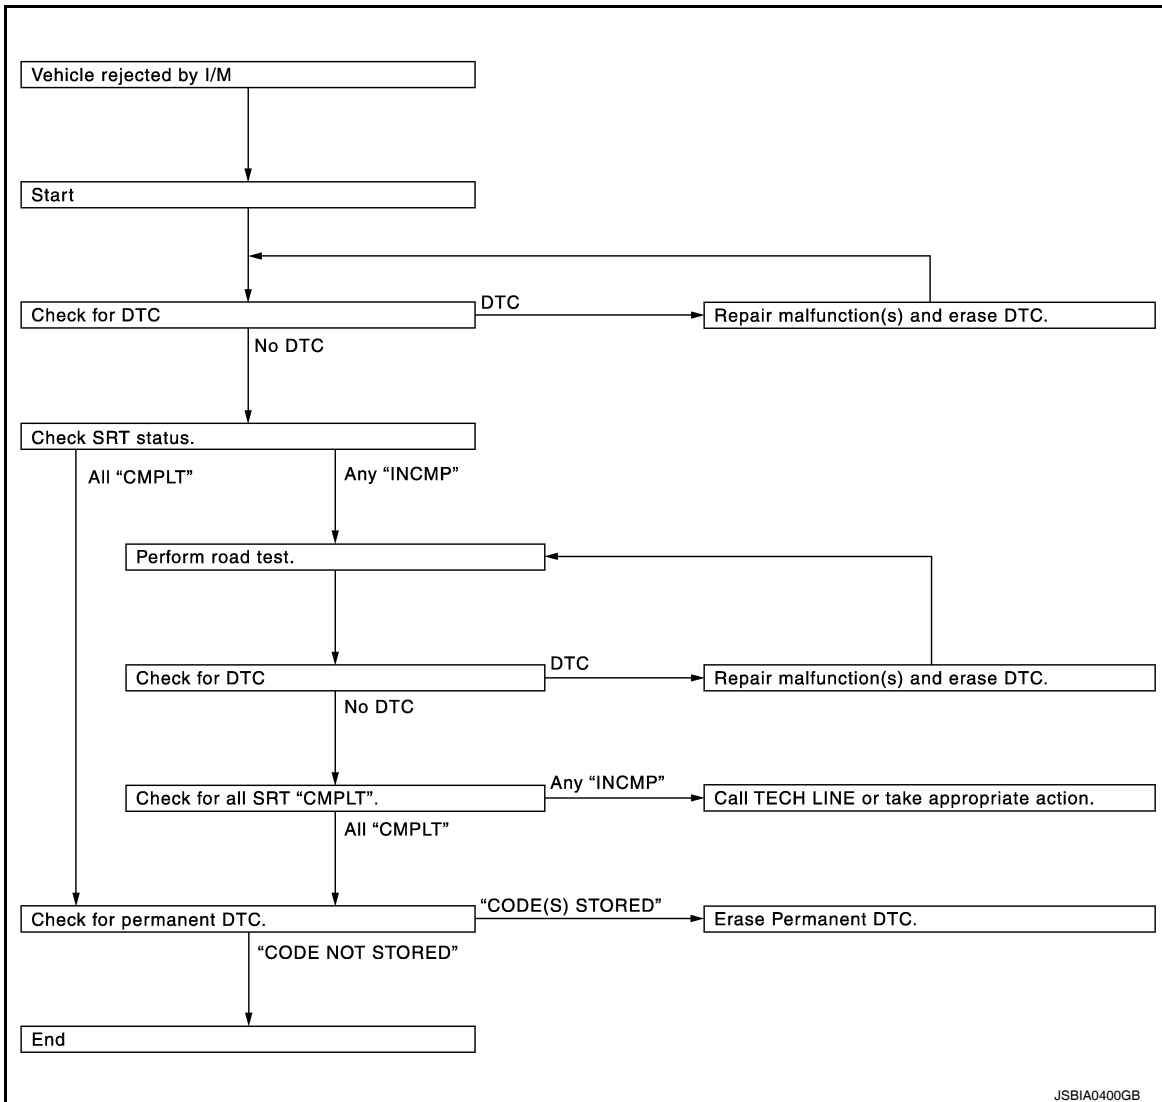 Vehicle rejected by I/M
Start
Check for DTC
DTC
Repair malfunction(s) and erase DTC.
No DTC
Check SRT status.
All “CMPLT”
Any “INCMP”
Perform road test.
Check for DTC
DTC
Repair malfunction(s) and erase DTC.
No DTC
Check for all SRT “CMPLT”.
Any “INCMP”
Call TECH LINE or take appropriate action.
All “CMPLT”
Check for permanent DTC.
“CODE(S) STORED”
Erase Permanent DTC.
“CODE NOT STORED”
End
JSBIA0400GB